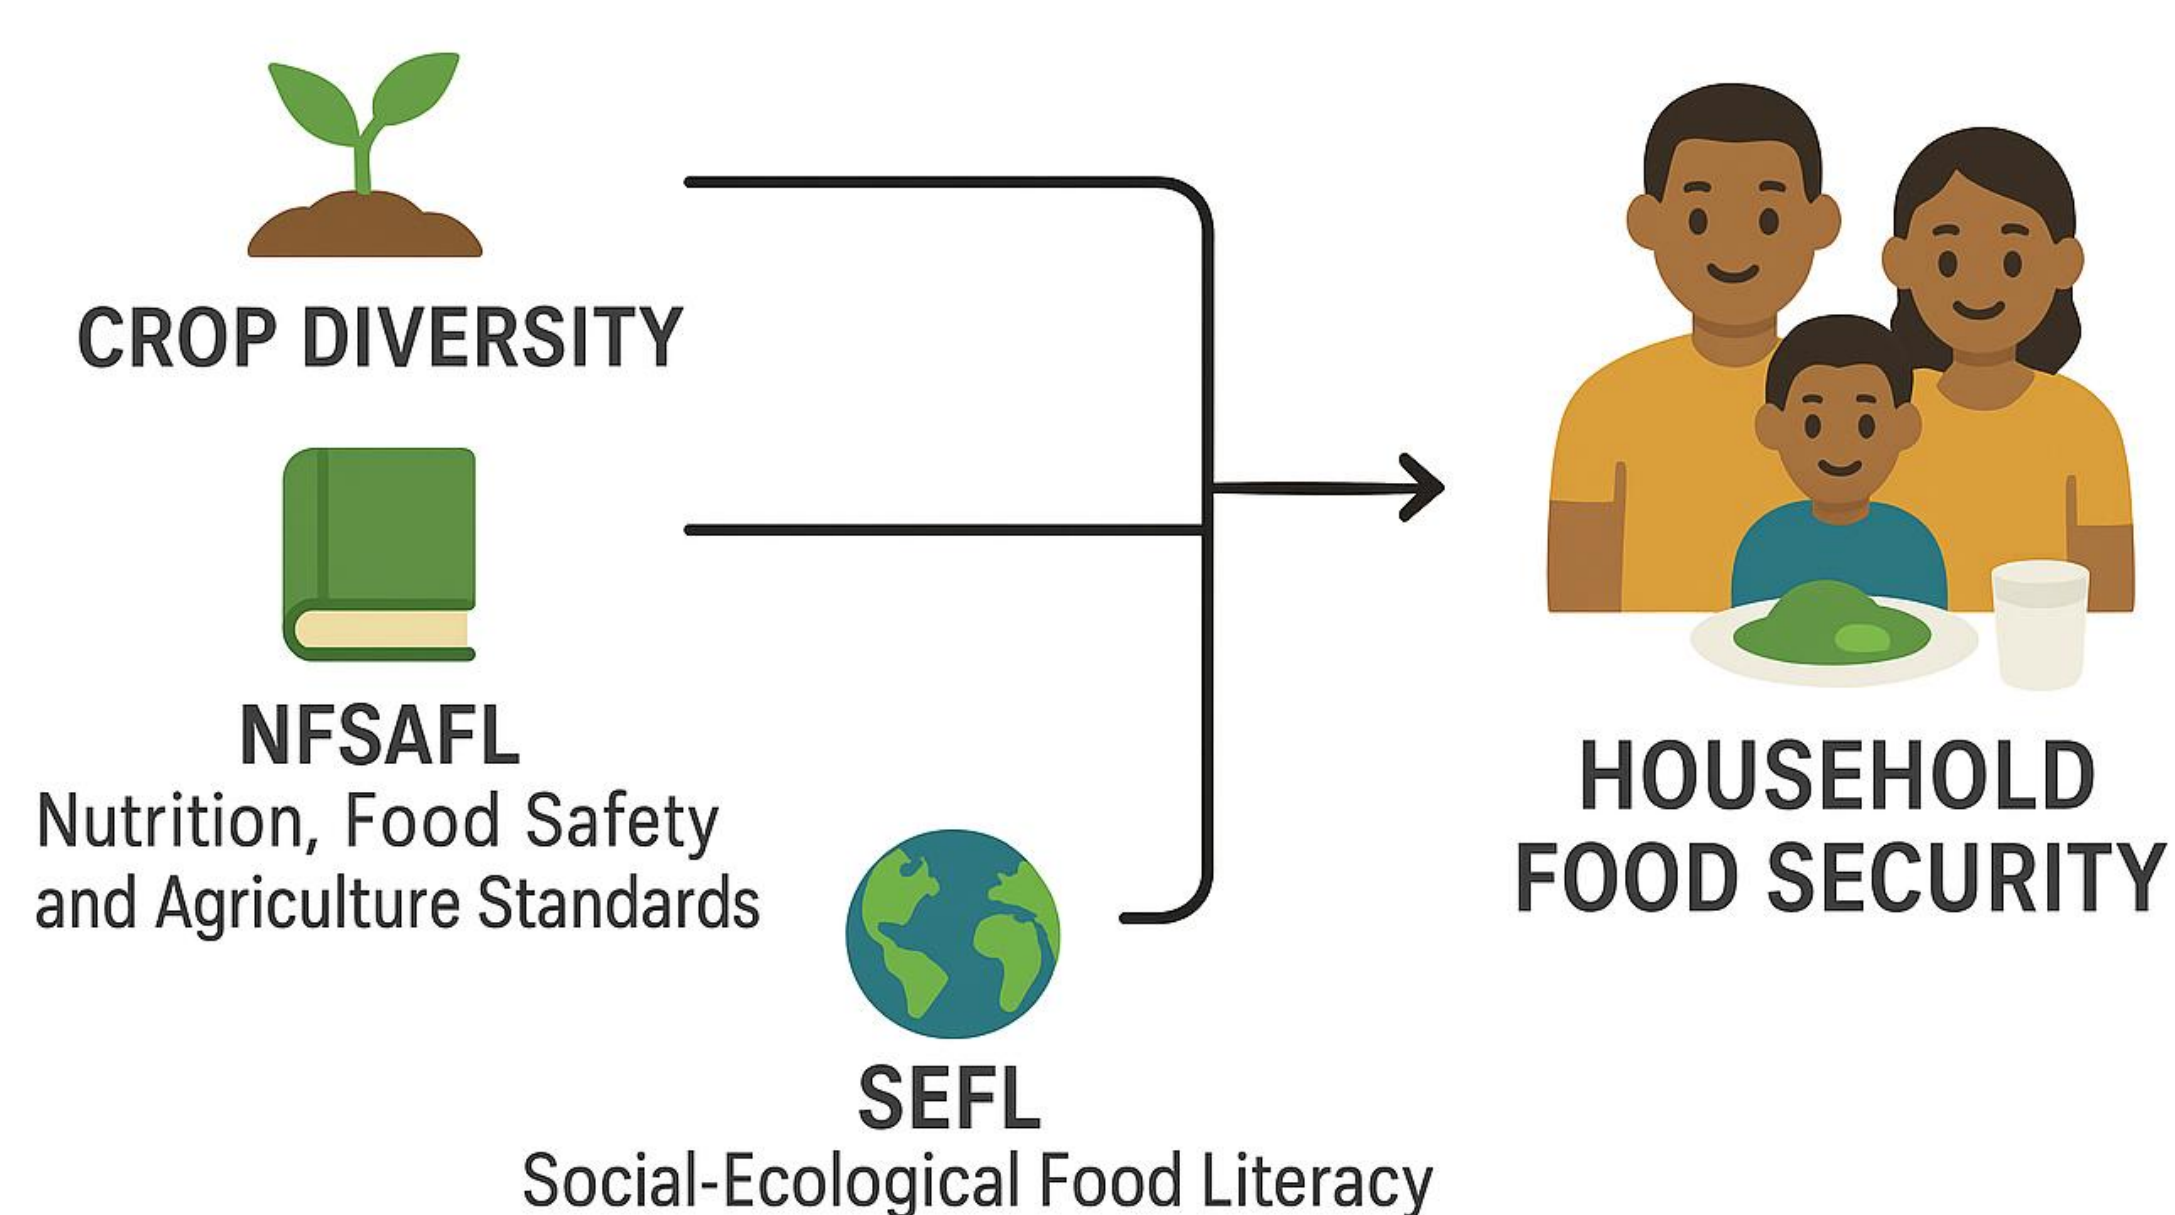 CROP DIVERSITY
NFSAFL
Nutrition, Food Safety
and Agriculture Standards
SEFL
Social-Ecological Food Literacy
HOUSEHOLD
FOOD SECURITY